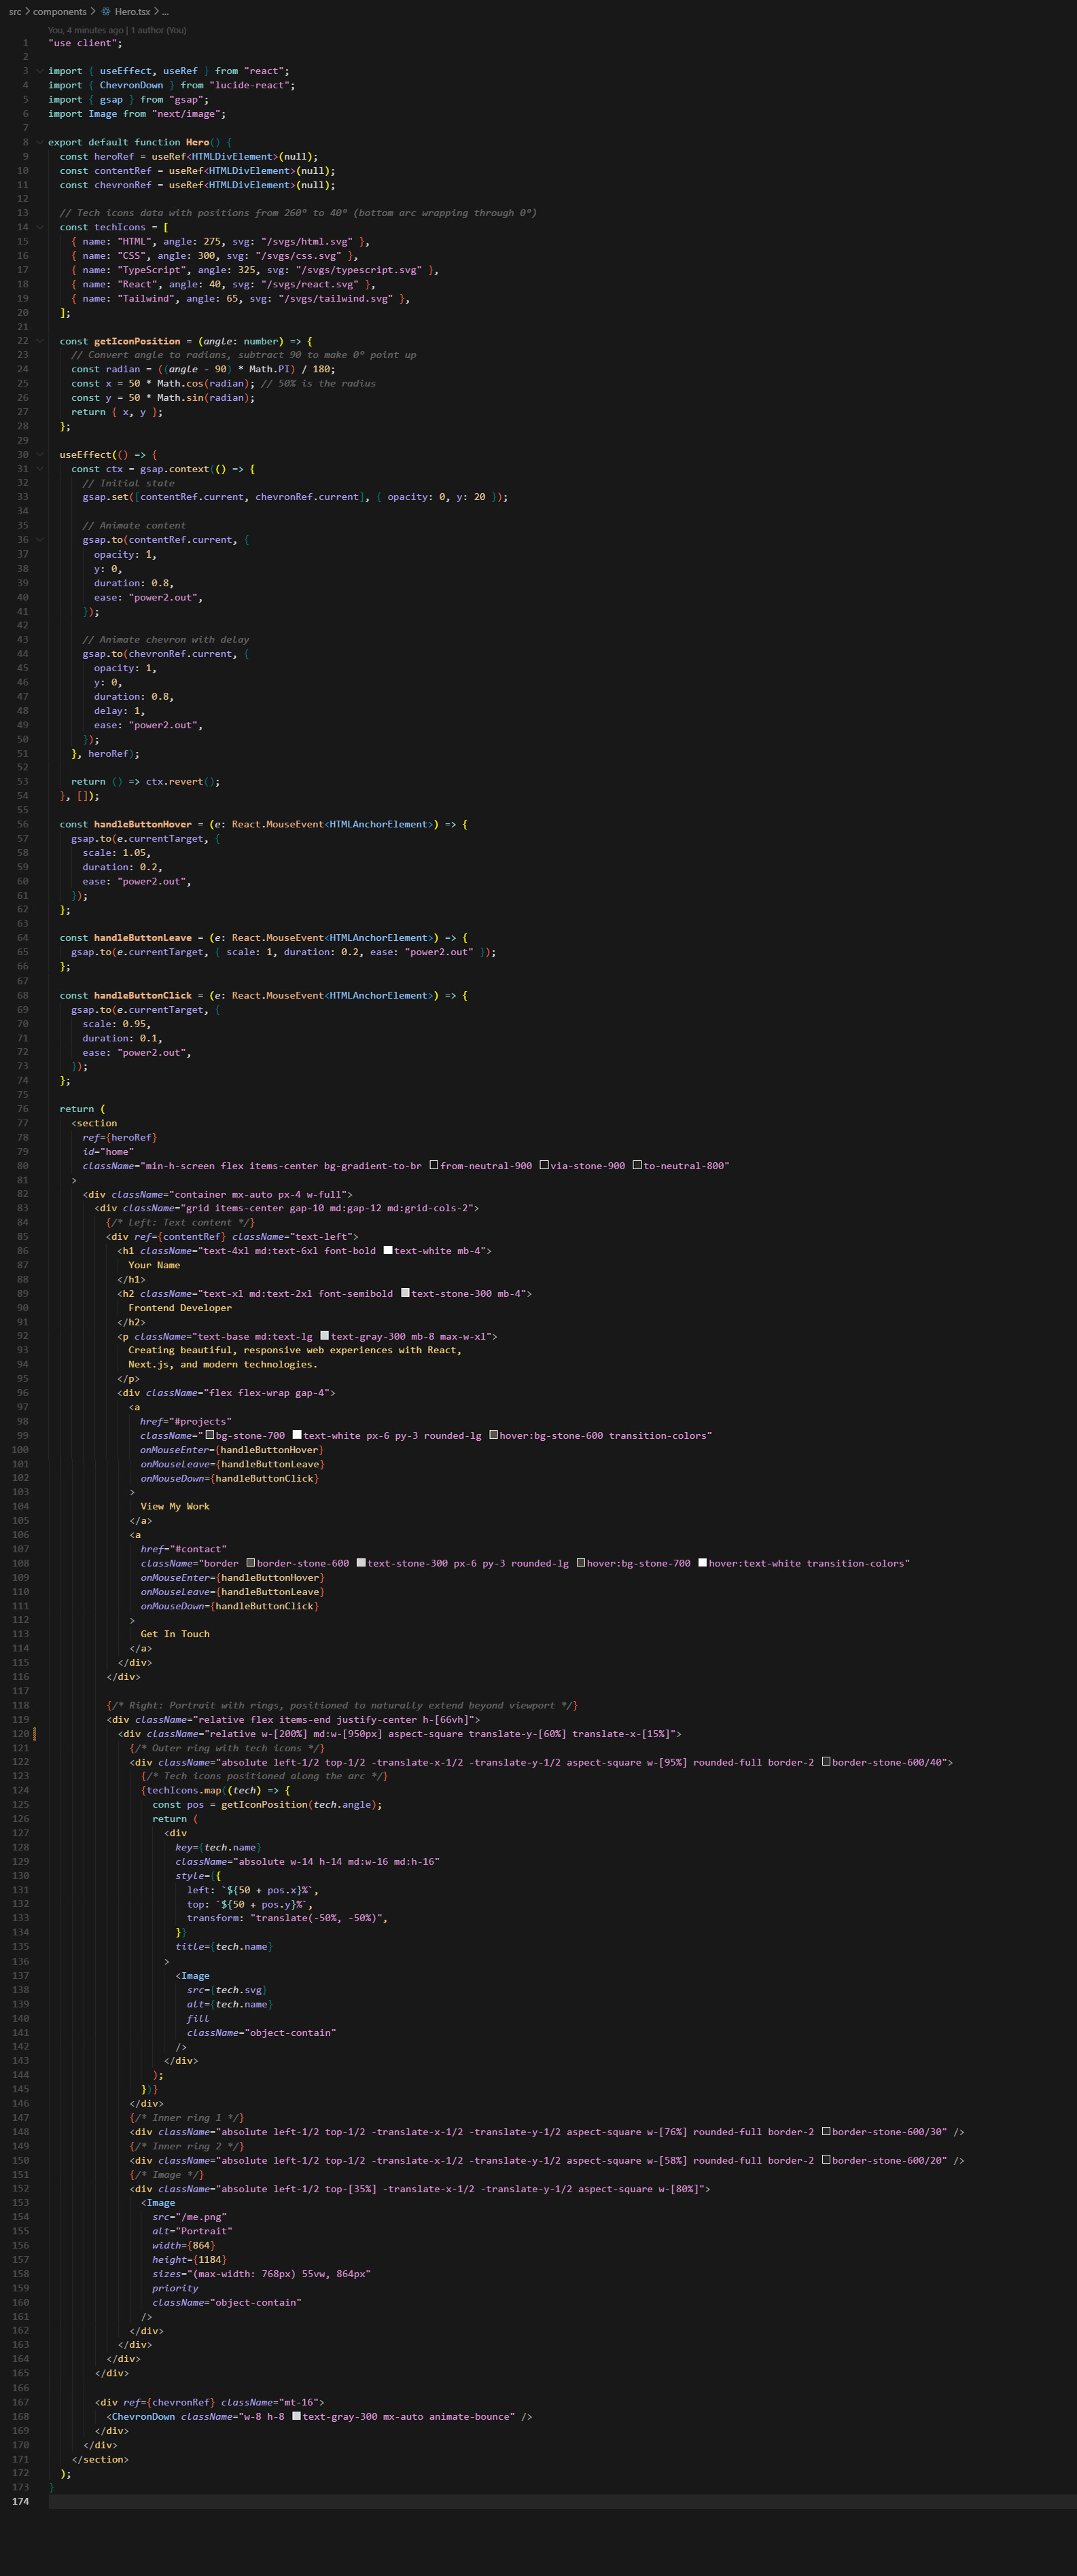 src > components > Hero.tsx > ...
You, 4 minutes ago | 1 author (You)
1 "use client";
2
3 import { useEffect, useRef } from "react";
4 import { ChevronDown } from "lucide-react";
5 import { gsap } from "gsap";
6 import Image from "next/image";
7
8 export default function Hero() {
9 const heroRef = useRef<HTMLDivElement>(null);
10 const contentRef = useRef<HTMLDivElement>(null);
11 const chevronRef = useRef<HTMLDivElement>(null);
12
13 // Tech icons data with positions from 260° to 40° (bottom arc wrapping through 0°)
14 const techIcons = [
15 { name: "HTML", angle: 275, svg: "/svgs/html.svg" },
16 { name: "CSS", angle: 300, svg: "/svgs/css.svg" },
17 { name: "TypeScript", angle: 325, svg: "/svgs/typescript.svg" },
18 { name: "React", angle: 40, svg: "/svgs/react.svg" },
19 { name: "Tailwind", angle: 65, svg: "/svgs/tailwind.svg" },
20 ];
21
22 const getIconPosition = (angle: number) => {
23 // Convert angle to radians, subtract 90 to make 0° point up
24 const radian = ((angle - 90) * Math.PI) / 180;
25 const x = 50 * Math.cos(radian); // 50% is the radius
26 const y = 50 * Math.sin(radian);
27 return { x, y };
28 };
29
30 useEffect(() => {
31 const ctx = gsap.context(() => {
32 // Initial state
33 gsap.set([contentRef.current, chevronRef.current], { opacity: 0, y: 20 });
34
35 // Animate content
36 gsap.to(contentRef.current, {
37 opacity: 1,
38 y: 0,
39 duration: 0.8,
40 ease: "power2.out",
41 });
42
43 // Animate chevron with delay
44 gsap.to(chevronRef.current, {
45 opacity: 1,
46 y: 0,
47 duration: 0.8,
48 delay: 1,
49 ease: "power2.out",
50 });
51 }, heroRef);
52
53 return () => ctx.revert();
54 }, []);
55
56 const handleButtonHover = (e: React.MouseEvent<HTMLAnchorElement>) => {
57 gsap.to(e.currentTarget, {
58 scale: 1.05,
59 duration: 0.2,
60 ease: "power2.out",
61 });
62 };
63
64 const handleButtonLeave = (e: React.MouseEvent<HTMLAnchorElement>) => {
65 gsap.to(e.currentTarget, { scale: 1, duration: 0.2, ease: "power2.out" });
66 };
67
68 const handleButtonClick = (e: React.MouseEvent<HTMLAnchorElement>) => {
69 gsap.to(e.currentTarget, {
70 scale: 0.95,
71 duration: 0.1,
72 ease: "power2.out",
73 });
74 };
75
76 return (
77 <section
78 ref={heroRef}
79 id="home"
80 className="min-h-screen flex items-center bg-gradient-to-br from-neutral-900 via-stone-900 to-neutral-800"
81 >
82 <div className="container mx-auto px-4 w-full">
83 <div className="grid items-center gap-10 md:gap-12 md:grid-cols-2">
84 {/* Left: Text content */}
85 <div ref={contentRef} className="text-left">
86 <h1 className="text-4xl md:text-6xl font-bold text-white mb-4">
87 Your Name
88 </h1>
89 <h2 className="text-xl md:text-2xl font-semibold text-stone-300 mb-4">
90 Frontend Developer
91 </h2>
92 <p className="text-base md:text-lg text-gray-300 mb-8 max-w-xl">
93 Creating beautiful, responsive web experiences with React,
94 Next.js, and modern technologies.
95 </p>
96 <div className="flex flex-wrap gap-4">
97 <a
98 href="#projects"
99 className="bg-stone-700 text-white px-6 py-3 rounded-lg hover:bg-stone-600 transition-colors"
100 onMouseEnter={handleButtonHover}
101 onMouseLeave={handleButtonLeave}
102 onMouseDown={handleButtonClick}
103 >
104 View My Work
105 </a>
106 <a
107 href="#contact"
108 className="border border-stone-600 text-stone-300 px-6 py-3 rounded-lg hover:bg-stone-700 hover:text-white transition-colors"
109 onMouseEnter={handleButtonHover}
110 onMouseLeave={handleButtonLeave}
111 onMouseDown={handleButtonClick}
112 >
113 Get In Touch
114 </a>
115 </div>
116 </div>
117
118 {/* Right: Portrait with rings, positioned to naturally extend beyond viewport */}
119 <div className="relative flex items-end justify-center h-[66vh]">
120 <div className="relative w-[200%] md:w-[950px] aspect-square translate-y-[60%] translate-x-[15%]">
121 {/* Outer ring with tech icons */}
122 <div className="absolute left-1/2 top-1/2 -translate-x-1/2 -translate-y-1/2 aspect-square w-[95%] rounded-full border-2 border-stone-600/40">
123 {/* Tech icons positioned along the arc */}
124 {techIcons.map((tech) => {
125 const pos = getIconPosition(tech.angle);
126 return (
127 <div
128 key={tech.name}
129 className="absolute w-14 h-14 md:w-16 md:h-16"
130 style={{
131 left: `${50 + pos.x}%`,
132 top: `${50 + pos.y}%`,
133 transform: "translate(-50%, -50%)",
134 }}
135 title={tech.name}
136 >
137 <Image
138 src={tech.svg}
139 alt={tech.name}
140 fill
141 className="object-contain"
142 />
143 </div>
144 );
145 })}
146 </div>
147 {/* Inner ring 1 */}
148 <div className="absolute left-1/2 top-1/2 -translate-x-1/2 -translate-y-1/2 aspect-square w-[76%] rounded-full border-2 border-stone-600/30" />
149 {/* Inner ring 2 */}
150 <div className="absolute left-1/2 top-1/2 -translate-x-1/2 -translate-y-1/2 aspect-square w-[58%] rounded-full border-2 border-stone-600/20" />
151 {/* Image */}
152 <div className="absolute left-1/2 top-[35%] -translate-x-1/2 -translate-y-1/2 aspect-square w-[80%]">
153 <Image
154 src="/me.png"
155 alt="Portrait"
156 width={864}
157 height={1184}
158 sizes="(max-width: 768px) 55vw, 864px"
159 priority
160 className="object-contain"
161 />
162 </div>
163 </div>
164 </div>
165 </div>
166
167 <div ref={chevronRef} className="mt-16">
168 <ChevronDown className="w-8 h-8 text-gray-300 mx-auto animate-bounce" />
169 </div>
170 </div>
171 </section>
172 );
173 }
174